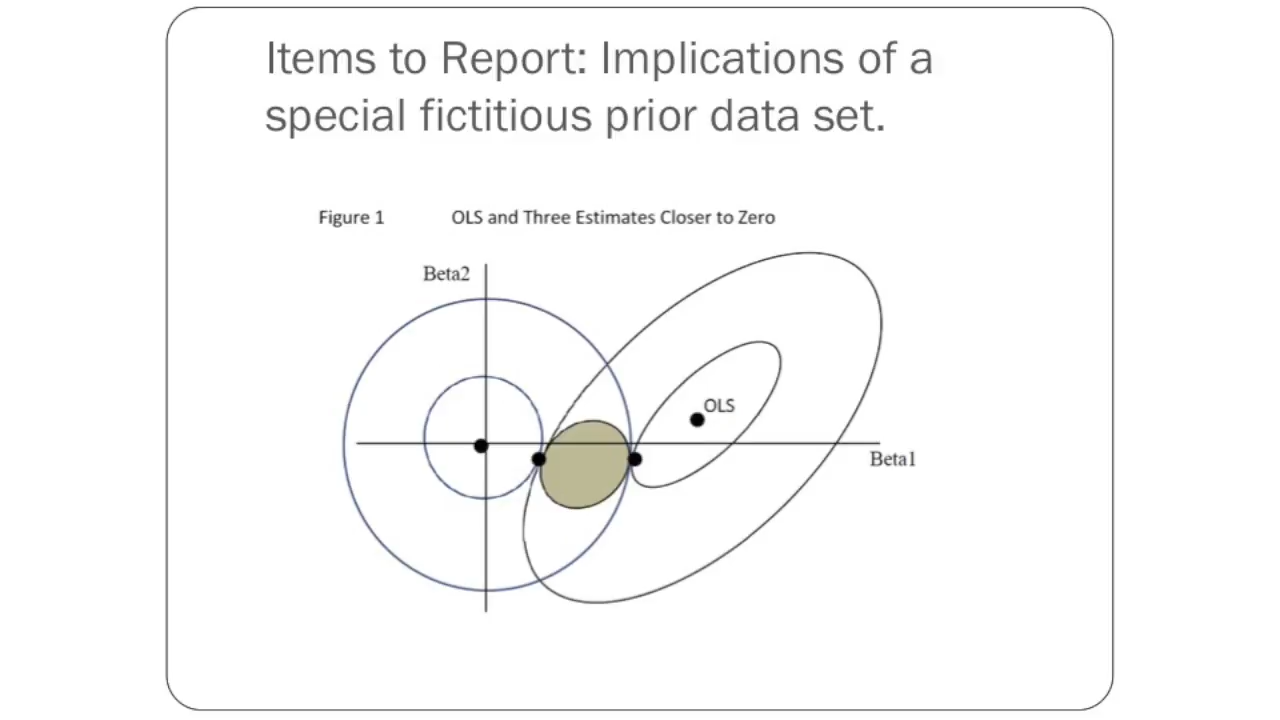 Items to Report: Implications of a
special fictitious prior data set.
Figure 1 OLS and Three Estimates Closer to Zero
Beta2
OLS
Beta1